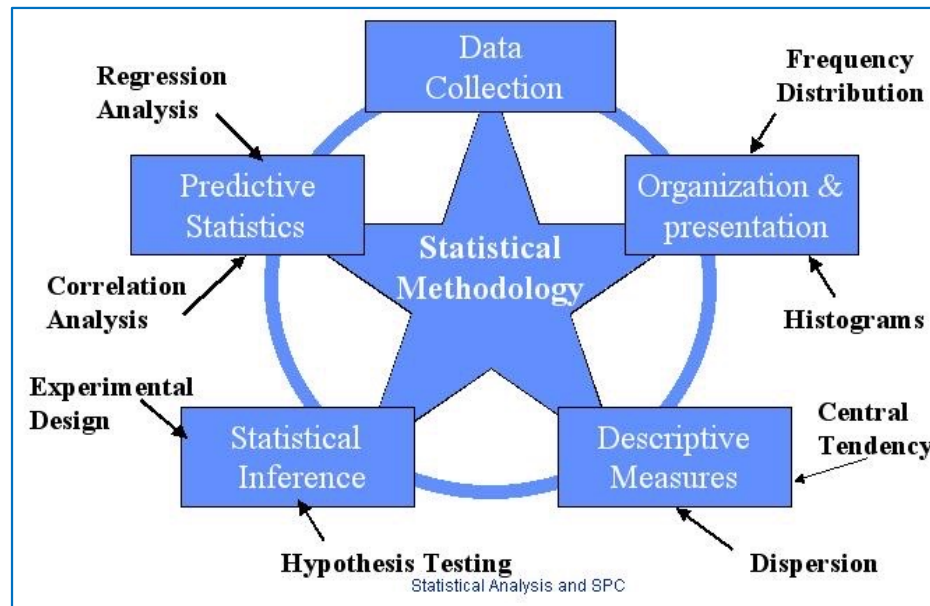 Data
Collection
Regression
Analysis
Frequency
Distribution
Predictive
Statistics
Organization &
presentation
Statistical
Methodology
Correlation
Analysis
Histograms
Experimental
Design
Statistical
Inference
Descriptive
Measures
Central
Tendency
Hypothesis Testing
Dispersion
Statistical Analysis and SPC